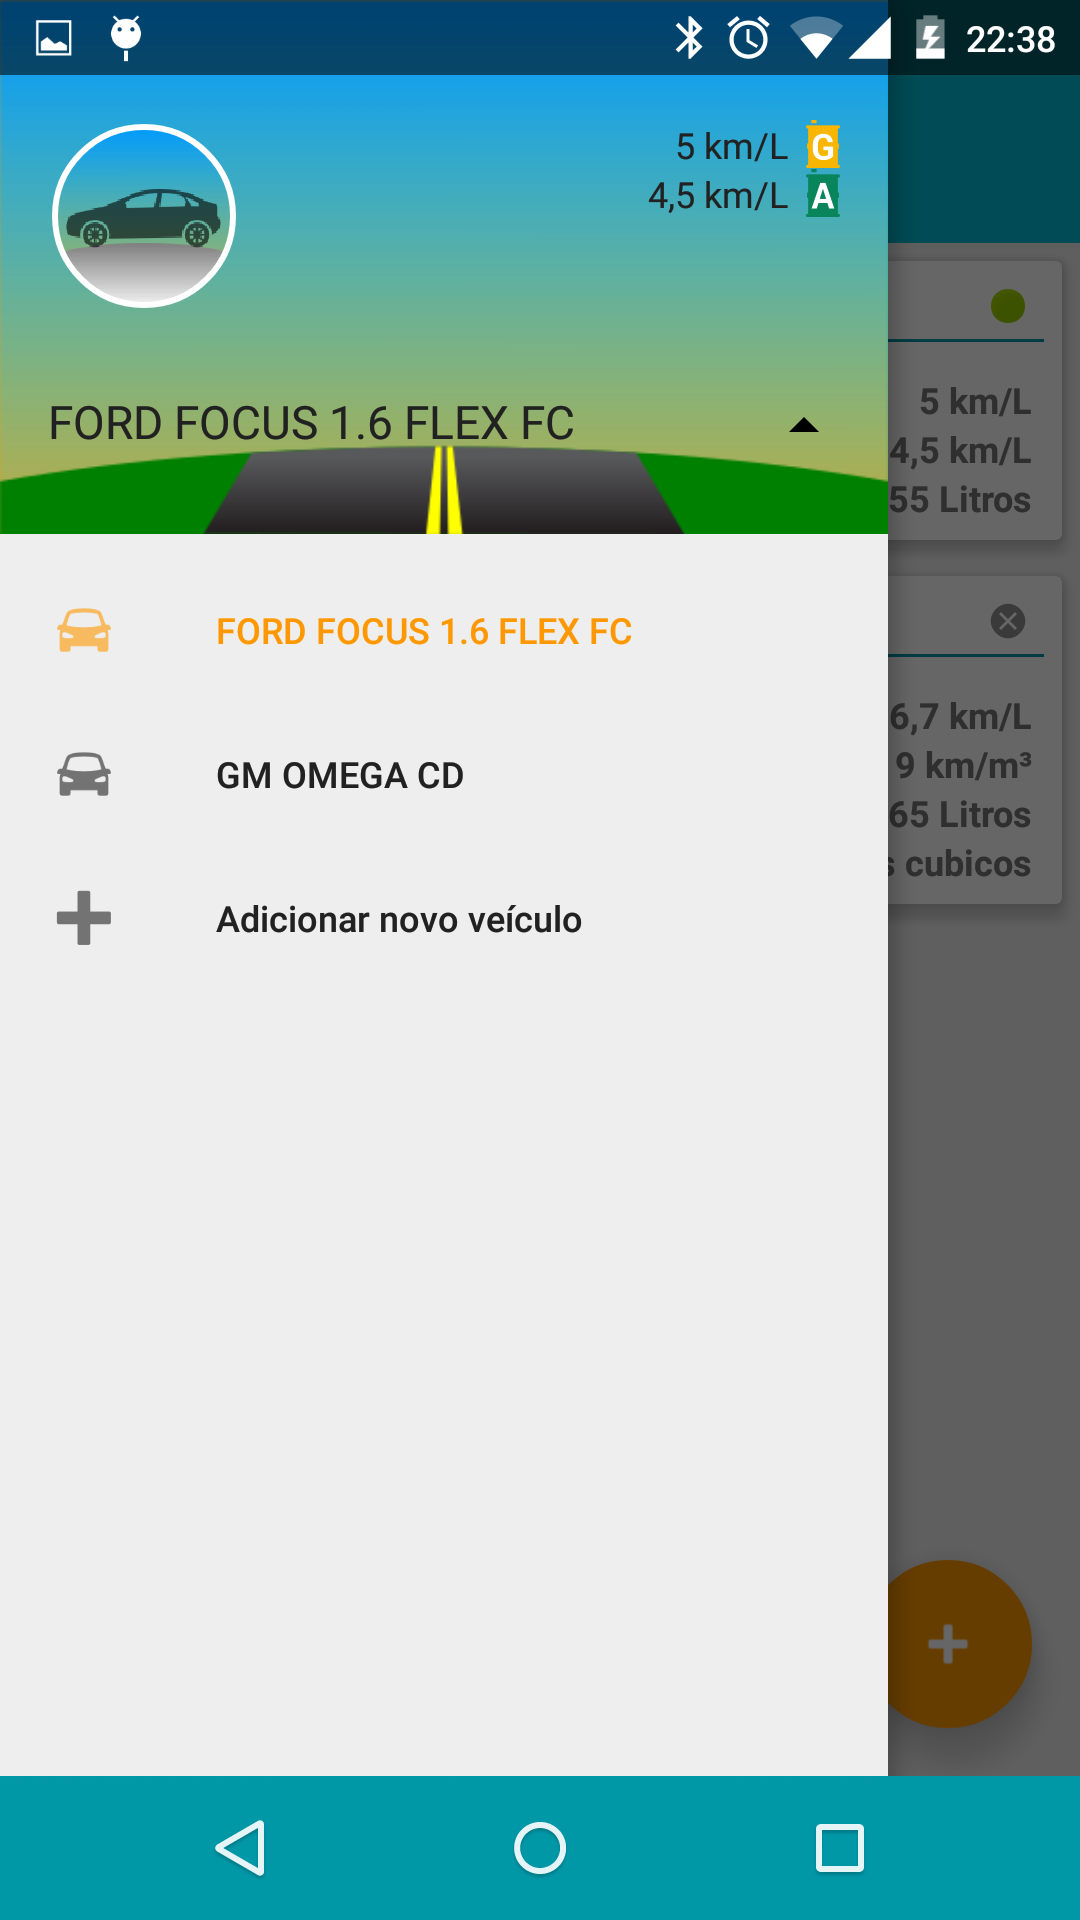 22:38
5 km/L G
4,5 km/L A
FORD FOCUS 1.6 FLEX FC
FORD FOCUS 1.6 FLEX FC
GM OMEGA CD
Adicionar novo veículo
5 km/L
4,5 km/L
55 Litros
6,7 km/L
9 km/m³
65 Litros
cubicos